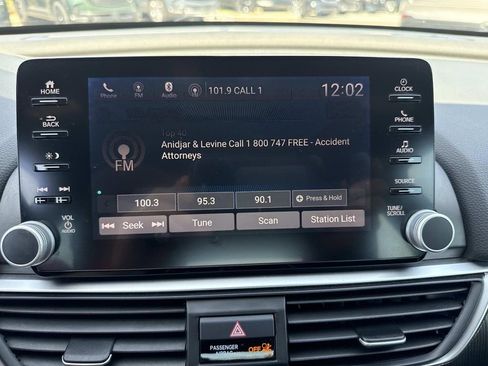 HOME
BACK
VOL
AUDIO
Phone
FM
Audio
101.9 CALL 1
12:02
Top 40
Anidjar & Levine Call 1 800 747 FREE - Accident
Attorneys
FM
100.3
95.3
90.1
Press & Hold
Seek
Tune
Scan
Station List
CLOCK
PHONE
AUDIO
SOURCE
TUNE/
SCROLL
PASSENGER
AIRBAG
OFF